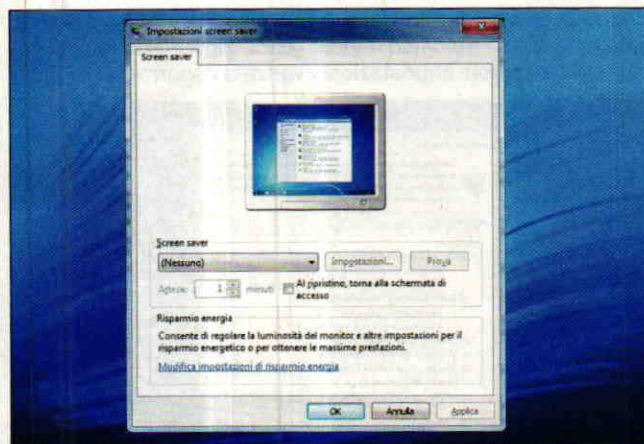 Impostazioni screen saver
Screen saver
Screen saver
(Nessuno)
Impostazioni...
Prova
Attesa:
1
minuti
Al ripristino, torna alla schermata di
accesso
Risparmio energia
Consente di regolare la luminosità del monitor e altre impostazioni per il
risparmio energetico o per ottenere le massime prestazioni.
Modifica impostazioni di risparmio energia
OK
Annulla
Applica